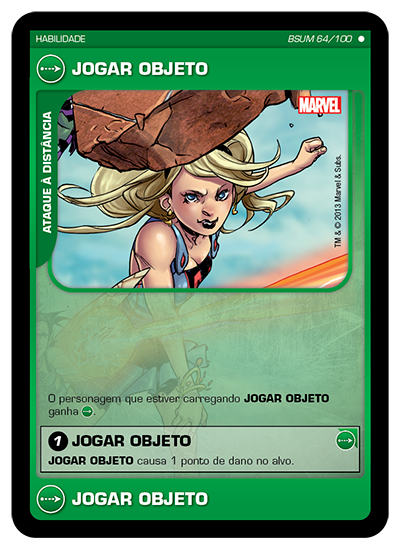 HABILIDADE
BSUM 64/100
JOGAR OBJETO
ATAQUE À DISTÂNCIA
MARVEL
TM & © 2013 Marvel & Subs.
O personagem que estiver carregando JOGAR OBJETO
ganha .
1 JOGAR OBJETO
JOGAR OBJETO causa 1 ponto de dano no alvo.
JOGAR OBJETO